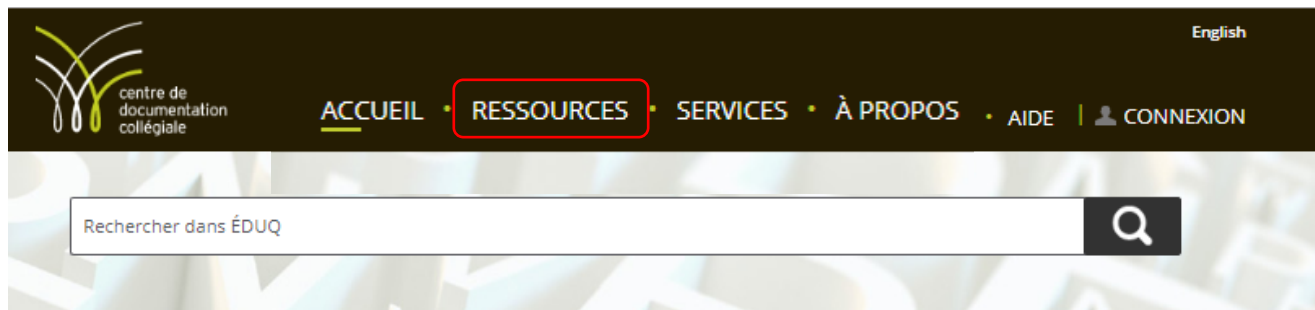 English
centre de
documentation
collégiale
ACCUEIL • RESSOURCES • SERVICES • À PROPOS • AIDE | CONNEXION
Rechercher dans ÉDUQ